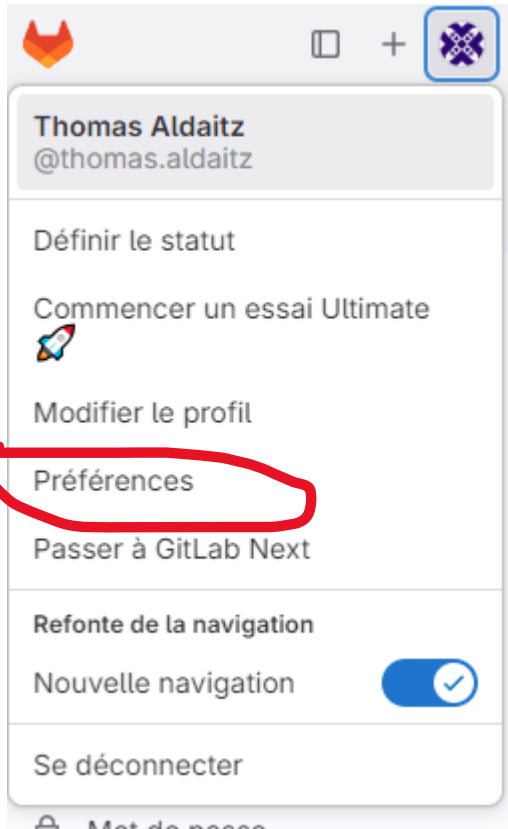 Thomas Aldaitz
@thomas.aldaitz
Définir le statut
Commencer un essai Ultimate
🚀
Modifier le profil
Préférences
Passer à GitLab Next
Refonte de la navigation
Nouvelle navigation
Se déconnecter
Mot de passe